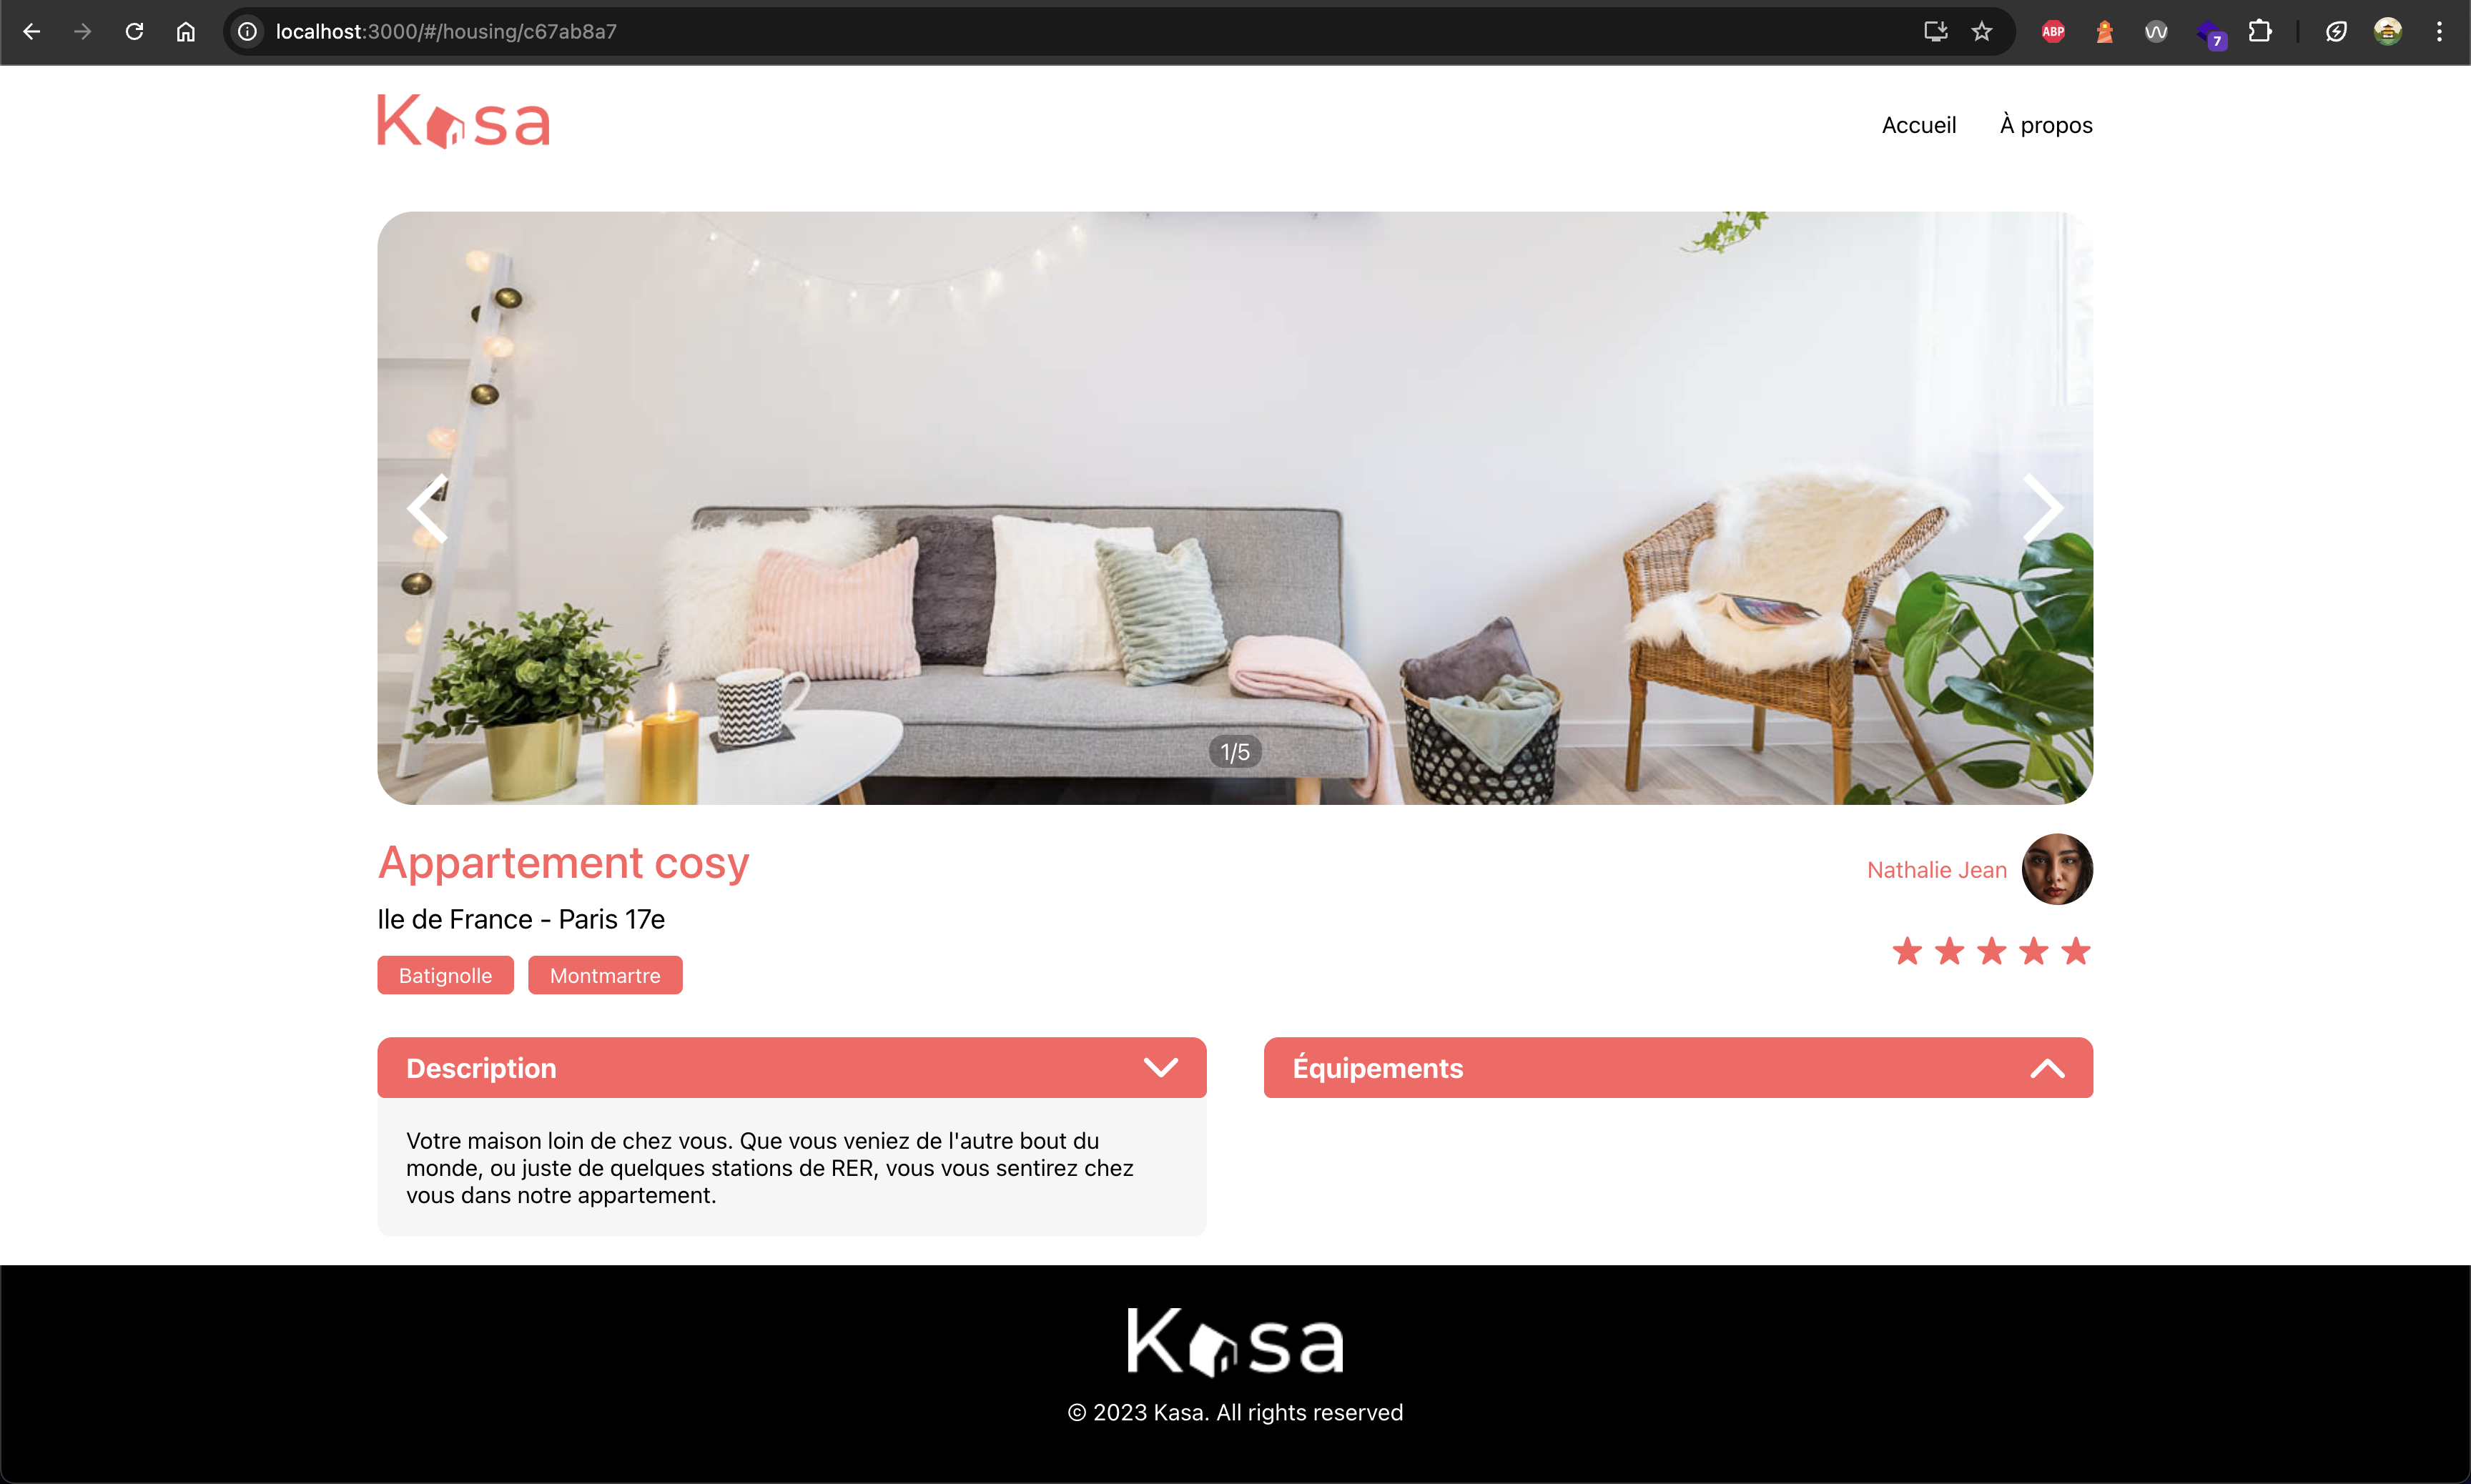 localhost:3000/#/housing/c67ab8a7
ABP
7
Kasa
Accueil
À propos
1/5
Appartement cosy
Nathalie Jean
Ile de France - Paris 17e
Batignolle
Montmartre
Description
Équipements
Votre maison loin de chez vous. Que vous veniez de l'autre bout du
monde, ou juste de quelques stations de RER, vous vous sentirez chez
vous dans notre appartement.
Kasa
© 2023 Kasa. All rights reserved